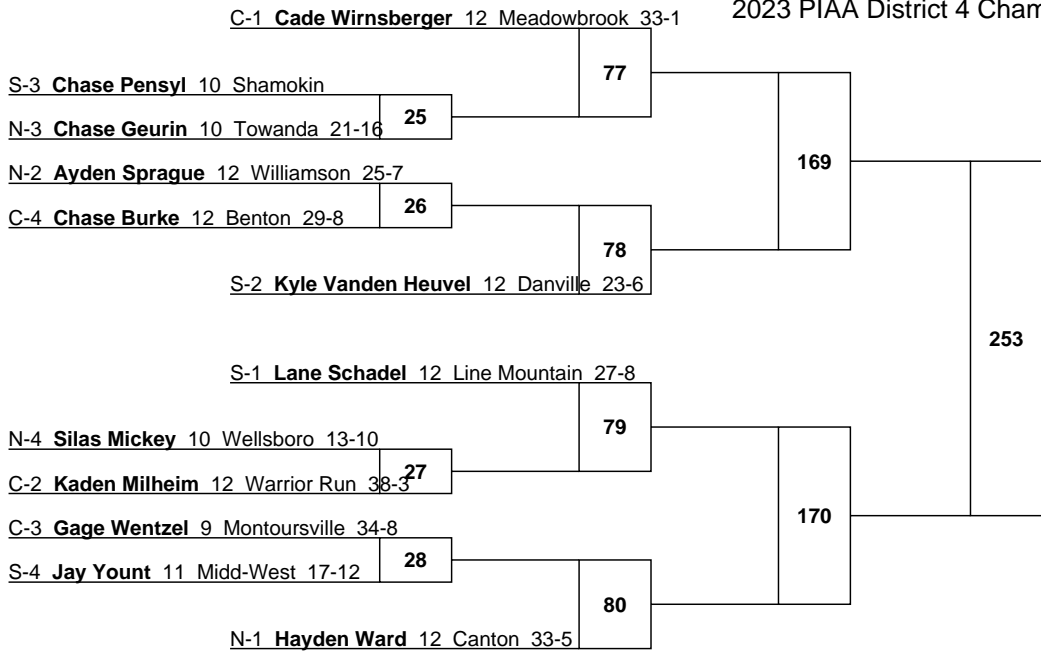 2023 PIAA District 4 Cham
C-1 Cade Wirnsberger 12 Meadowbrook 33-1
77
S-3 Chase Pensyl 10 Shamokin
25
N-3 Chase Geurin 10 Towanda 21-16
169
N-2 Ayden Sprague 12 Williamson 25-7
26
C-4 Chase Burke 12 Benton 29-8
78
S-2 Kyle Vanden Heuvel 12 Danville 23-6
253
S-1 Lane Schadel 12 Line Mountain 27-8
79
N-4 Silas Mickey 10 Wellsboro 13-10
27
C-2 Kaden Milheim 12 Warrior Run 38-3
170
C-3 Gage Wentzel 9 Montoursville 34-8
28
S-4 Jay Yount 11 Midd-West 17-12
80
N-1 Hayden Ward 12 Canton 33-5